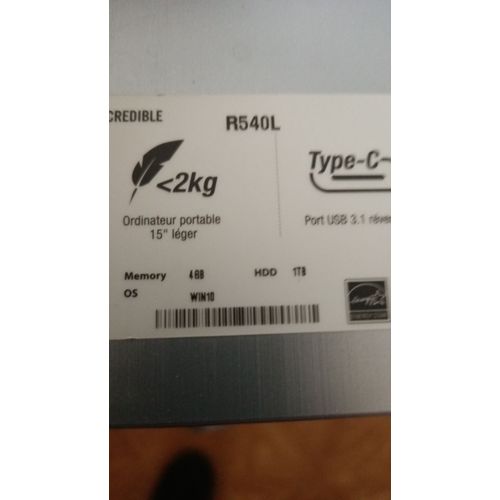 CREDIBLE
R540L
<2kg
Type-C
Ordinateur portable
15" léger
Port USB 3.1
Memory 4GB HDD 1TB
OS WIN10